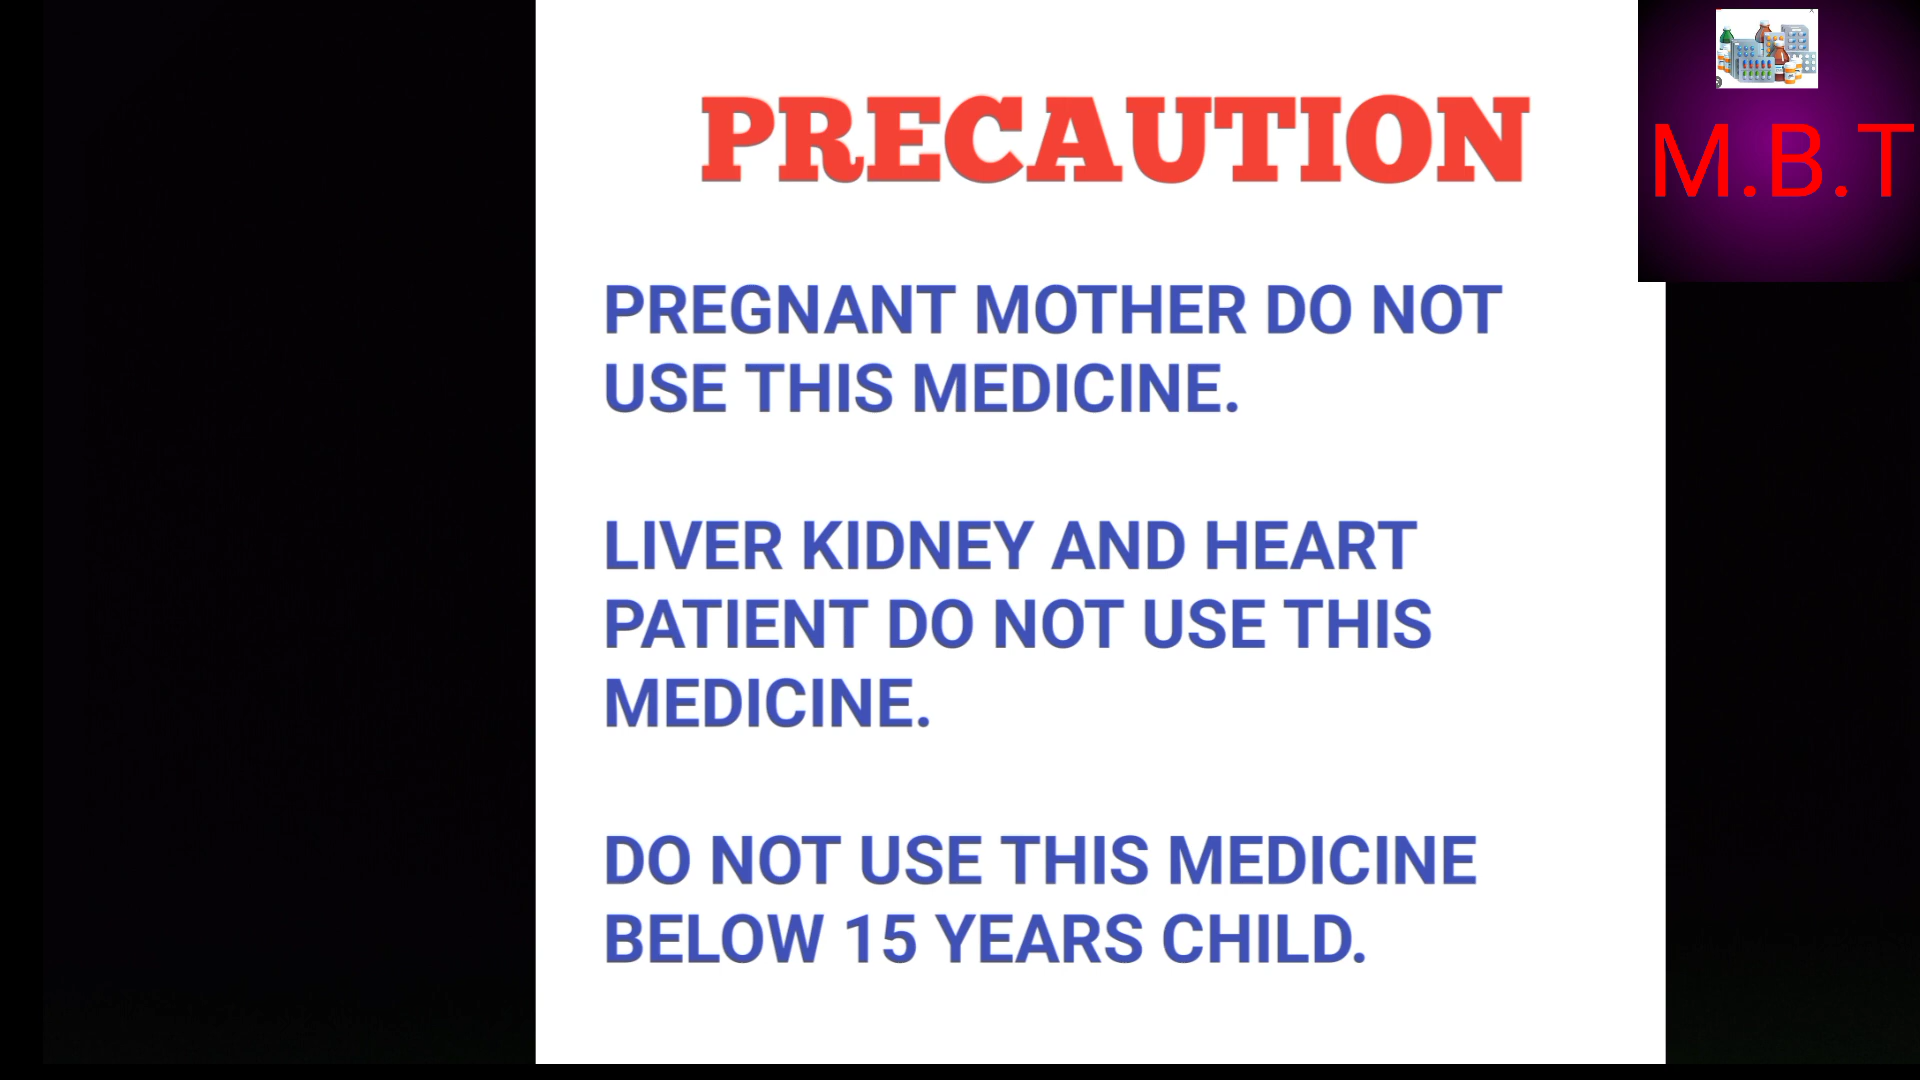 PRECAUTION
M.B.T
PREGNANT MOTHER DO NOT
USE THIS MEDICINE.
LIVER KIDNEY AND HEART
PATIENT DO NOT USE THIS
MEDICINE.
DO NOT USE THIS MEDICINE
BELOW 15 YEARS CHILD.